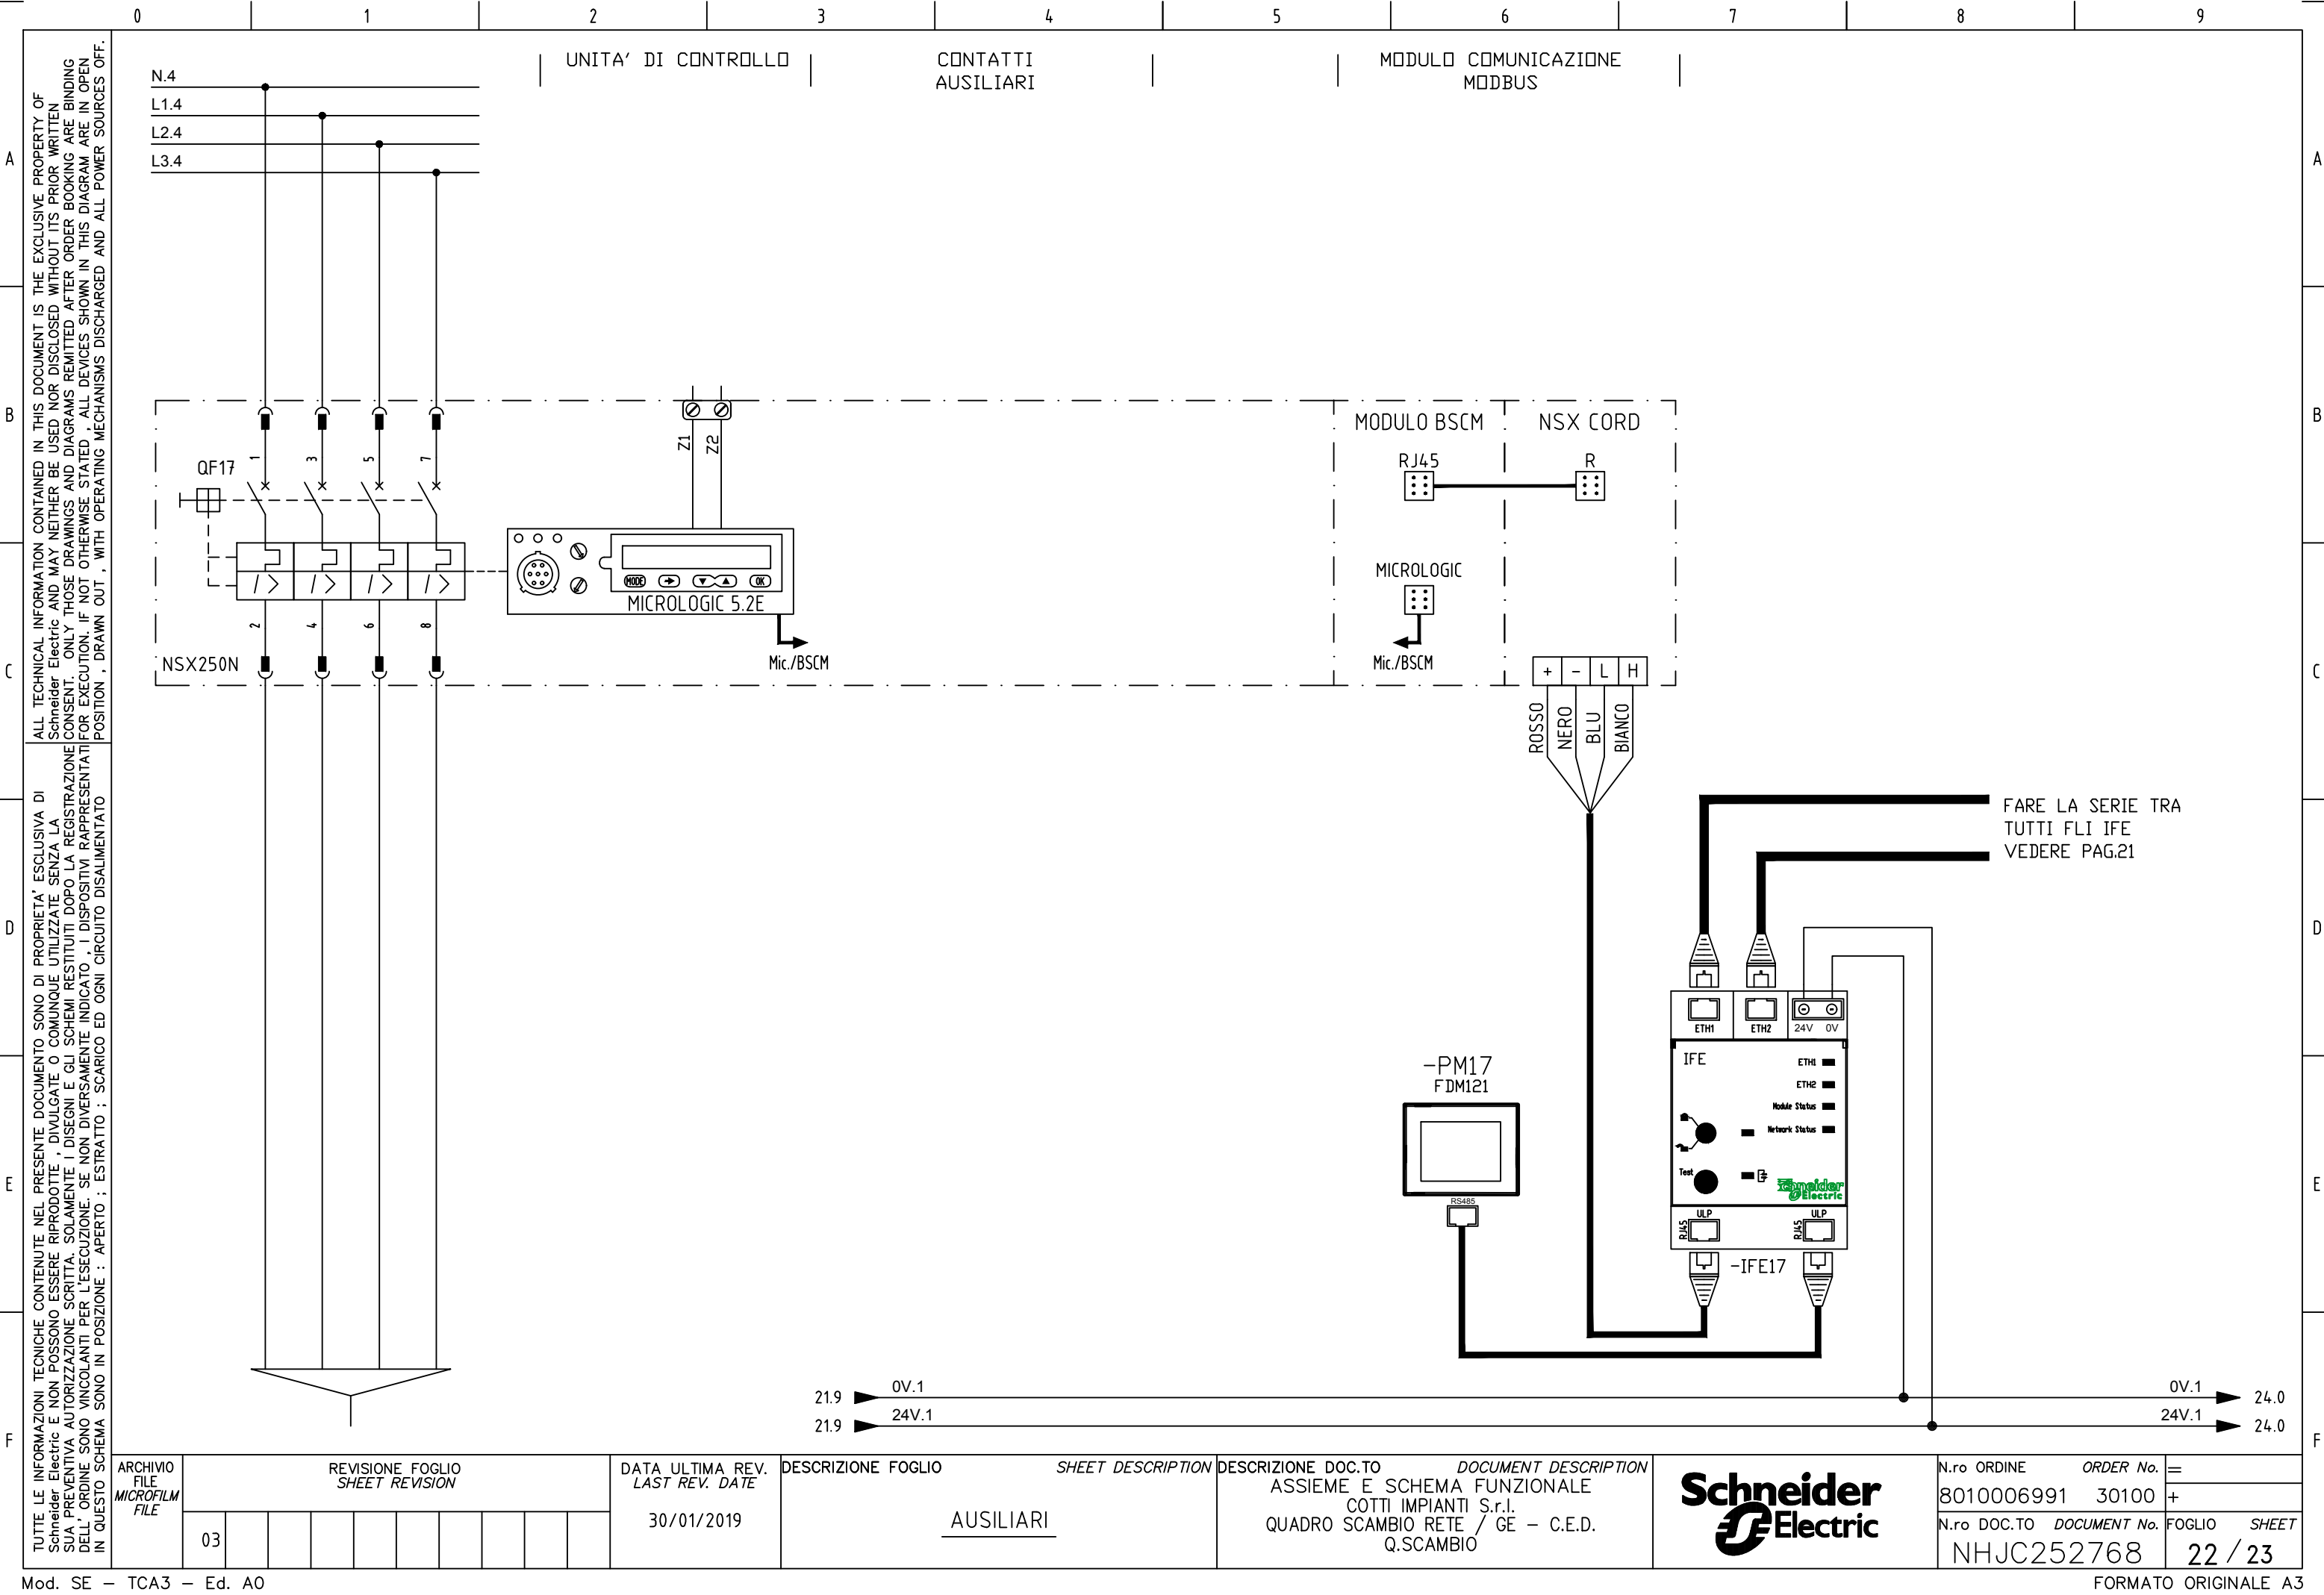 0 1 2 3 4 5 6 7 8 9
UNITA' DI CONTROLLO
CONTATTI
AUSILIARI
MODULO COMUNICAZIONE
MODBUS
N.4
L1.4
L2.4
L3.4
A
A
B
B
C
C
D
D
E
E
F
F
ALL TECHNICAL INFORMATION CONTAINED IN THIS DOCUMENT IS THE EXCLUSIVE PROPERTY OF
Schneider Electric AND MAY NEITHER BE USED NOR DISCLOSED WITHOUT ITS PRIOR WRITTEN
CONSENT. ONLY THOSE DRAWINGS AND DIAGRAMS REMITTED AFTER ORDER BOOKING ARE BINDING
FOR EXECUTION. IF NOT OTHERWISE STATED , ALL DEVICES SHOWN IN THIS DIAGRAM ARE IN OPEN
POSITION , DRAWN OUT , WITH OPERATING MECHANISMS DISCHARGED AND ALL POWER SOURCES OFF.
TUTTE LE INFORMAZIONI TECNICHE CONTENUTE NEL PRESENTE DOCUMENTO SONO DI PROPRIETA' ESCLUSIVA DI
Schneider Electric E NON POSSONO ESSERE RIPRODOTTE , DIVULGATE O COMUNQUE UTILIZZATE SENZA LA
SUA PREVENTIVA AUTORIZZAZIONE SCRITTA. SOLAMENTE I DISEGNI E GLI SCHEMI RESTITUITI DOPO LA REGISTRAZIONE
DELL' ORDINE SONO VINCOLANTI PER L'ESECUZIONE. SE NON DIVERSAMENTE INDICATO , I DISPOSITIVI RAPPRESENTATI
IN QUESTO SCHEMA SONO IN POSIZIONE : APERTO ; ESTRATTO ; SCARICO ED OGNI CIRCUITO DISALIMENTATO
QF17
1 3 5 7
2 4 6 8
NSX250N
Z1 Z2
MODE OK
MICROLOGIC 5.2E
Mic./BSCM
MODULO BSCM
RJ45
MICROLOGIC
Mic./BSCM
NSX CORD
R
+ - L H
ROSSO
NERO
BLU
BIANCO
FARE LA SERIE TRA
TUTTI FLI IFE
VEDERE PAG.21
ETH1 ETH2 24V 0V
IFE
ETH1
ETH2
Module Status
Network Status
Test
Schneider
Electric
ULP ULP
RJ45 RJ45
-IFE17
-PM17
FDM121
RS485
21.9 0V.1 0V.1 24.0
21.9 24V.1 24V.1 24.0
ARCHIVIO
FILE
MICROFILM
FILE
REVISIONE FOGLIO
SHEET REVISION
03
DATA ULTIMA REV.
LAST REV. DATE
30/01/2019
DESCRIZIONE FOGLIO SHEET DESCRIPTION
AUSILIARI
DESCRIZIONE DOC.TO DOCUMENT DESCRIPTION
ASSIEME E SCHEMA FUNZIONALE
COTTI IMPIANTI S.r.l.
QUADRO SCAMBIO RETE / GE - C.E.D.
Q.SCAMBIO
Schneider
Electric
N.ro ORDINE ORDER No.
8010006991 30100
=
+
N.ro DOC.TO DOCUMENT No.
NHJC252768
FOGLIO SHEET
22 / 23
Mod. SE - TCA3 - Ed. A0
FORMATO ORIGINALE A3